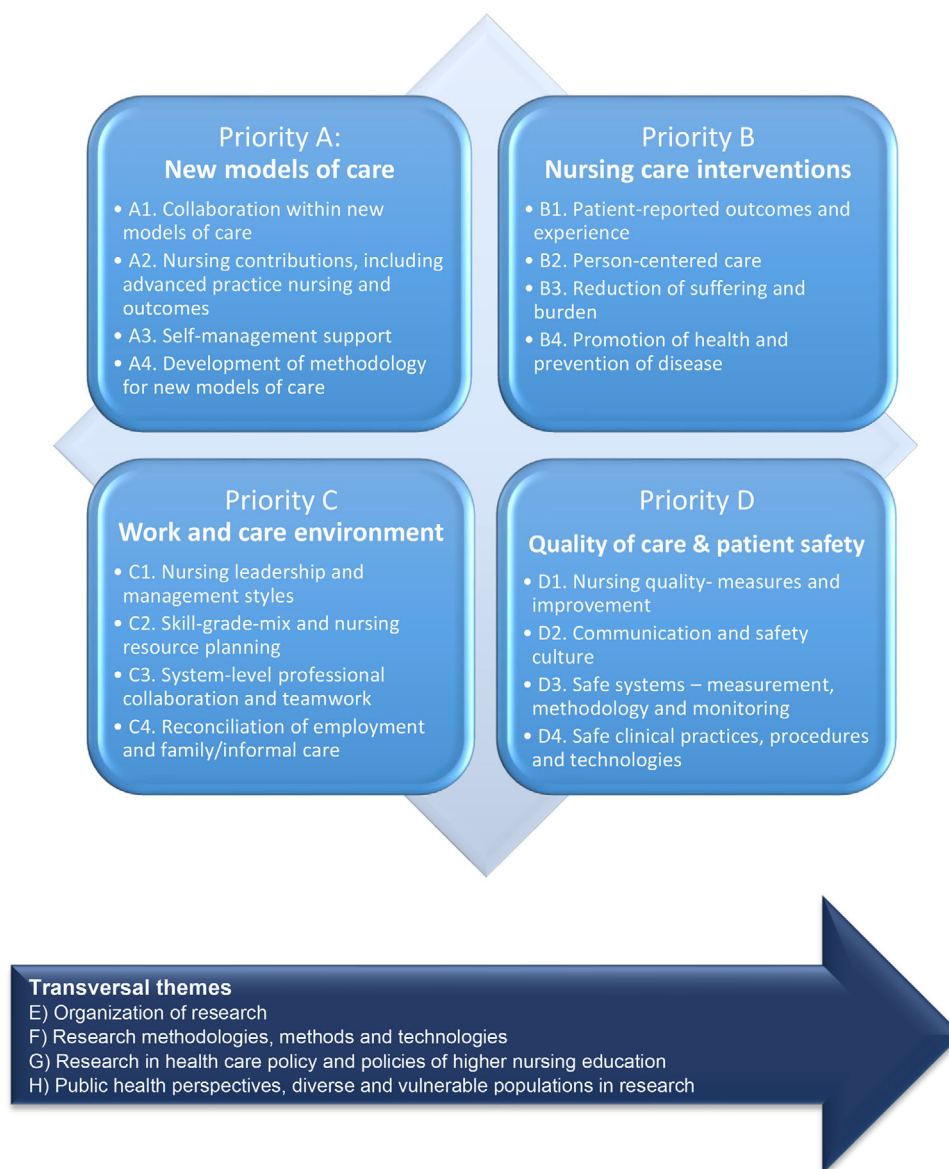 Priority A:
New models of care
• A1. Collaboration within new
models of care
• A2. Nursing contributions, including
advanced practice nursing and
outcomes
• A3. Self-management support
• A4. Development of methodology
for new models of care
Priority B
Nursing care interventions
• B1. Patient-reported outcomes and
experience
• B2. Person-centered care
• B3. Reduction of suffering and
burden
• B4. Promotion of health and
prevention of disease
Priority C
Work and care environment
• C1. Nursing leadership and
management styles
• C2. Skill-grade-mix and nursing
resource planning
• C3. System-level professional
collaboration and teamwork
• C4. Reconciliation of employment
and family/informal care
Priority D
Quality of care & patient safety
• D1. Nursing quality- measures and
improvement
• D2. Communication and safety
culture
• D3. Safe systems – measurement,
methodology and monitoring
• D4. Safe clinical practices, procedures
and technologies
Transversal themes
E) Organization of research
F) Research methodologies, methods and technologies
G) Research in health care policy and policies of higher nursing education
H) Public health perspectives, diverse and vulnerable populations in research